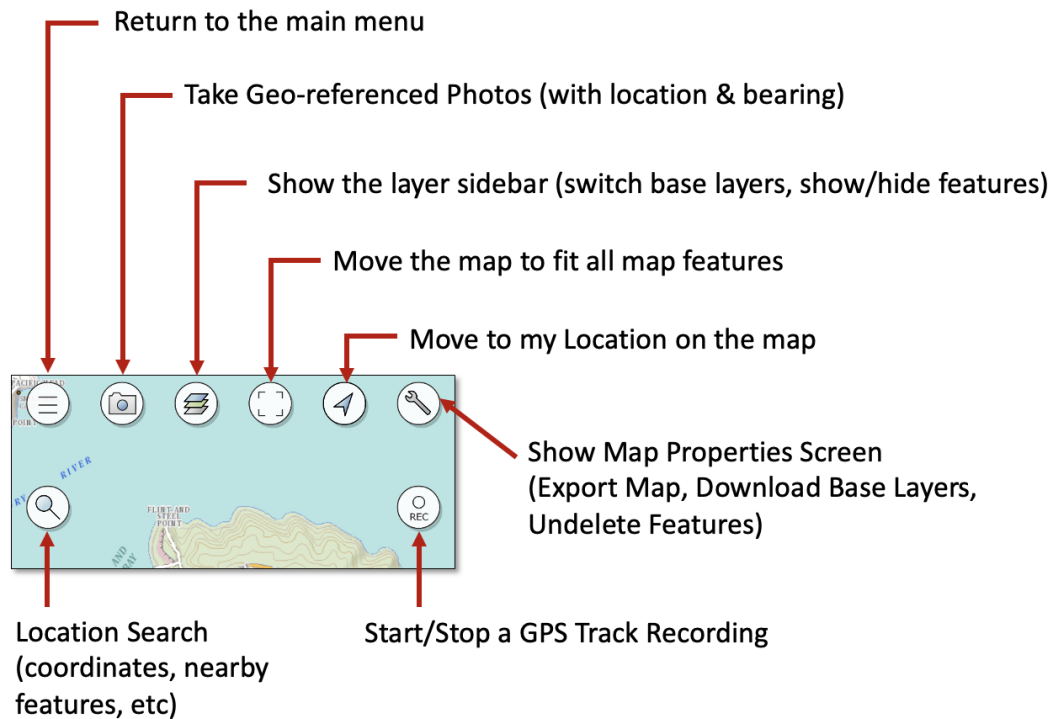 Return to the main menu
Take Geo-referenced Photos (with location & bearing)
Show the layer sidebar (switch base layers, show/hide features)
Move the map to fit all map features
Move to my Location on the map
Show Map Properties Screen
(Export Map, Download Base Layers,
Undelete Features)
POINT
RY RIVER
REC
FLINT AND
STEEL
POINT
AND
Location Search
(coordinates, nearby
features, etc)
Start/Stop a GPS Track Recording